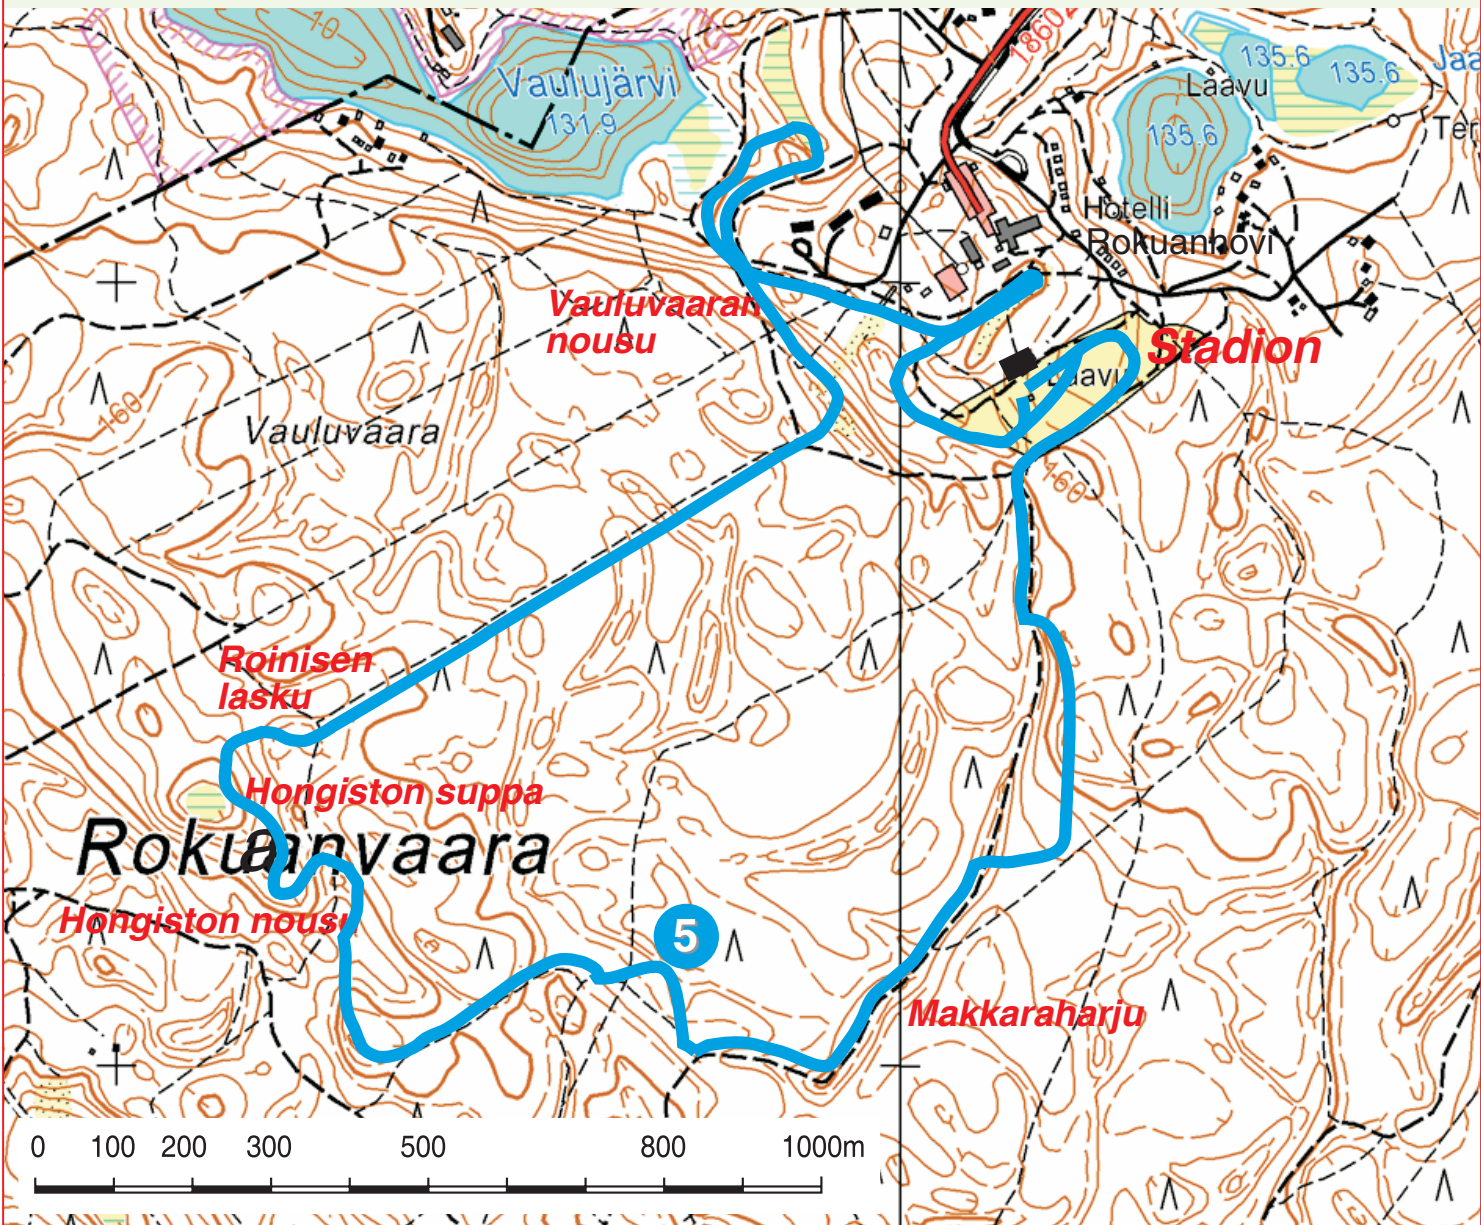 10
18602
Vaulujärvi
131.9
135.6
135.6
Jaa
Laavu
135.6
Ter
Hotelli
Rokuanhovi
Vauluvaaran
nousu
Stadion
Laavu
160
Vauluvaara
160
Roinisen
lasku
Hongiston suppa
Rokuanvaara
a
Hongiston nousu
5
Makkaraharju
0 100 200 300 500 800 1000m